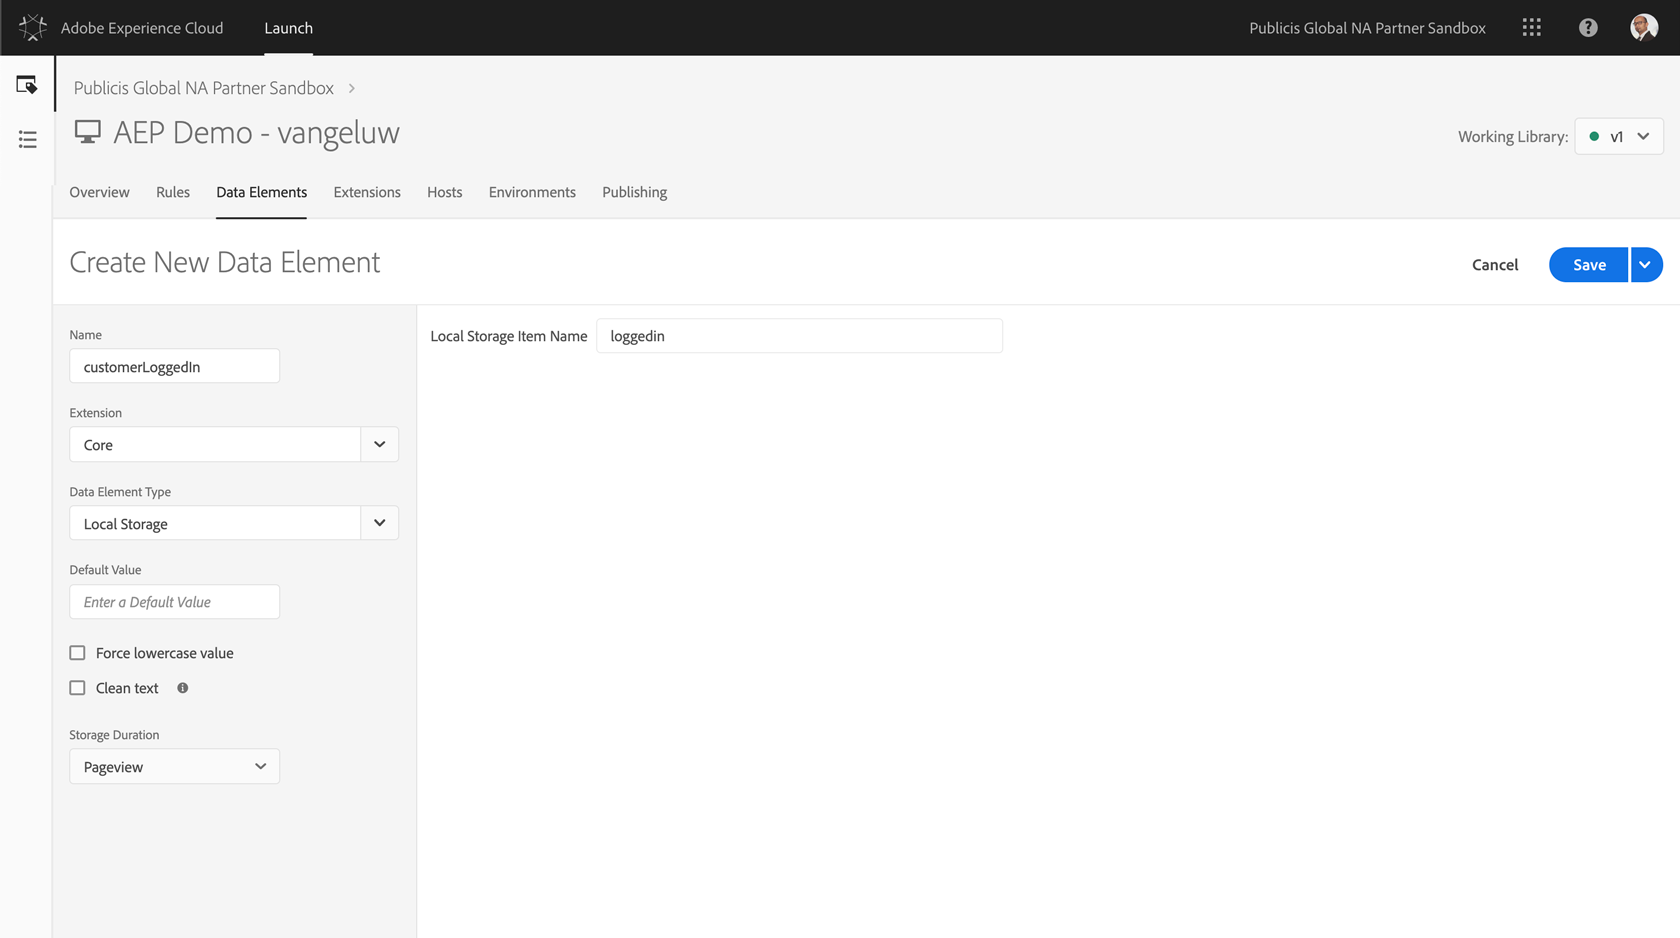 Adobe Experience Cloud
Launch
Publicis Global NA Partner Sandbox
Publicis Global NA Partner Sandbox
AEP Demo - vangeluw
Working Library:
v1
Overview
Rules
Data Elements
Extensions
Hosts
Environments
Publishing
Create New Data Element
Cancel
Save
Name
customerLoggedIn
Extension
Core
Data Element Type
Local Storage
Default Value
Enter a Default Value
Force lowercase value
Clean text
Storage Duration
Pageview
Local Storage Item Name
loggedin